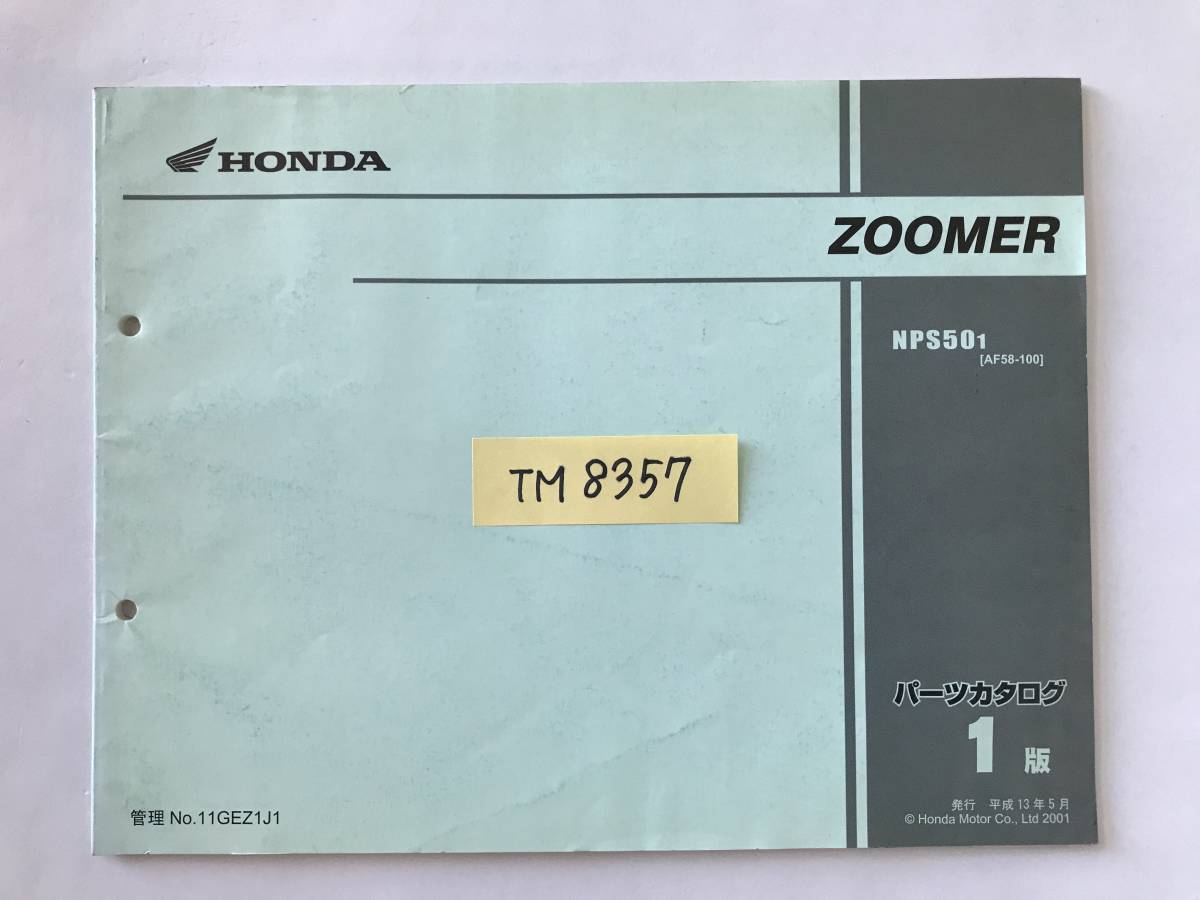 HONDA
ZOOMER
NPS501
[AF58-100]
TM 8357
パーツカタログ
1 版
発行 平成13年5月
© Honda Motor Co., Ltd 2001
管理 No.11GEZ1J1